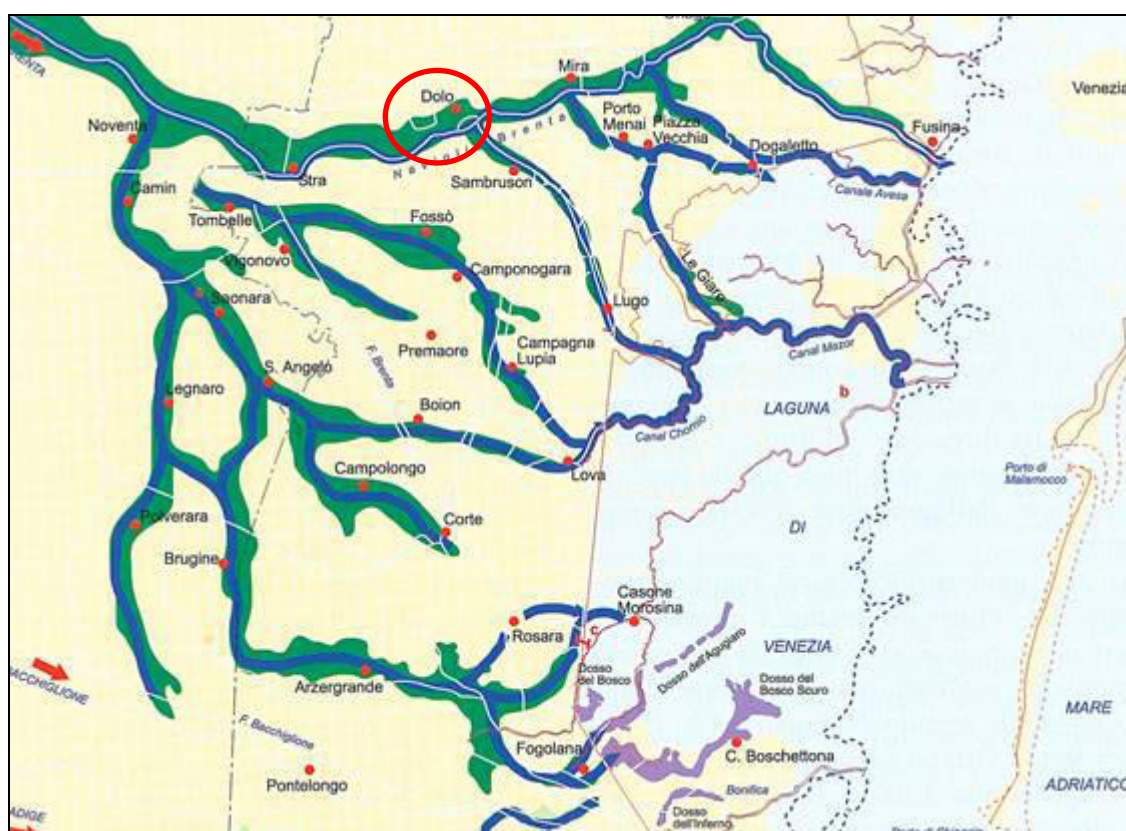 Mira
Dolo
Venezia
Noventa
Porto
Menai
Piazza
Vecchia
Fusina
Naviglio Brenta
Dogaletto
Stra
Sambruson
Camin
Canale Avesa
Tombelle
Fossò
Vigonovo
Camponogara
Le Giare
Saonara
Lugo
Premaore
Campagna
Lupia
Canal Mazor
S. Angelo
F. Brenta
Legnaro
b
Boion
LAGUNA
Canal Chornio
Lova
Campolongo
Porto di
Malamocco
Polverara
Corte
DI
Brugine
Casone
Morosina
Rosara
c
Dosso dell'Agugiaro
VENEZIA
Dosso
del Bosco
BACCHIGLIONE
Arzergrande
Dosso del
Bosco Scuro
MARE
F. Bacchiglione
Fogolana
C. Boschettona
Pontelongo
Bonifica
ADRIATICO
Dosso
dell'Inferno